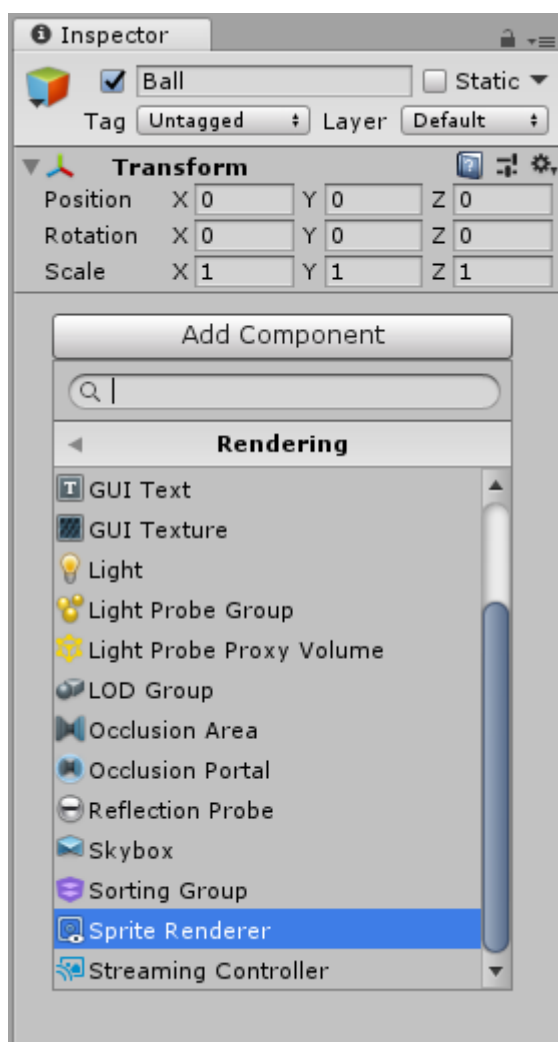 Inspector
Ball Static
Tag Untagged Layer Default
Transform
Position X 0 Y 0 Z 0
Rotation X 0 Y 0 Z 0
Scale X 1 Y 1 Z 1
Add Component
Rendering
GUI Text
GUI Texture
Light
Light Probe Group
Light Probe Proxy Volume
LOD Group
Occlusion Area
Occlusion Portal
Reflection Probe
Skybox
Sorting Group
Sprite Renderer
Streaming Controller